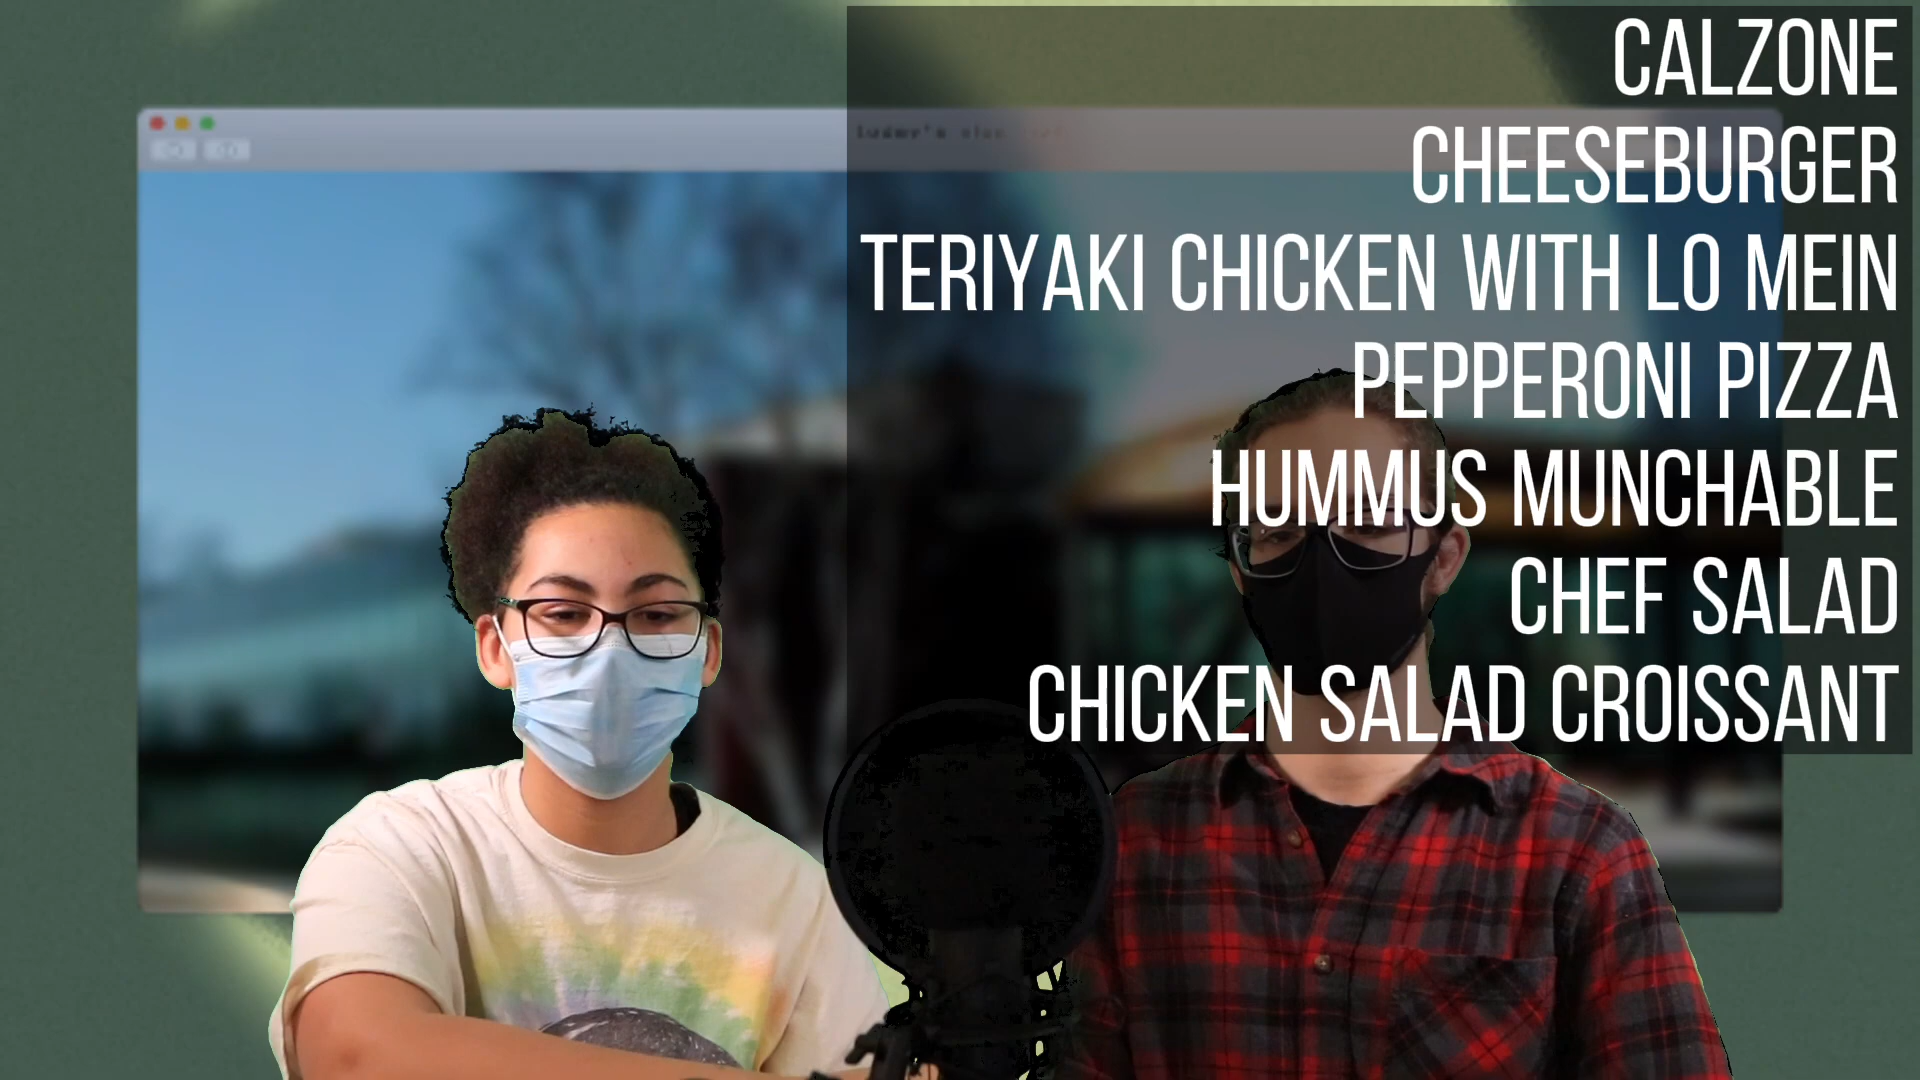 CALZONE
CHEESEBURGER
TERIYAKI CHICKEN WITH LO MEIN
PEPPERONI PIZZA
HUMMUS MUNCHABLE
CHEF SALAD
CHICKEN SALAD CROISSANT